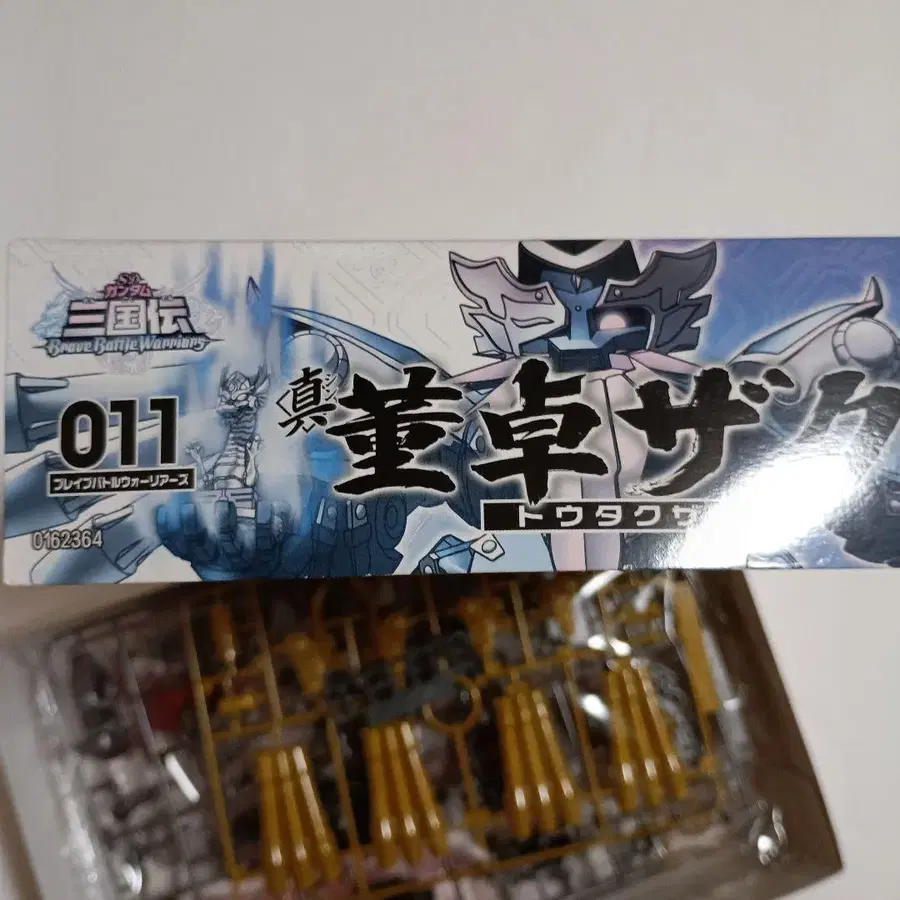 SD
ガンダム
三国伝
Brave Battle Warriors
011
ブレイブバトルウォーリアーズ
0162364
真
シン
董卓ザク
トウタクザ